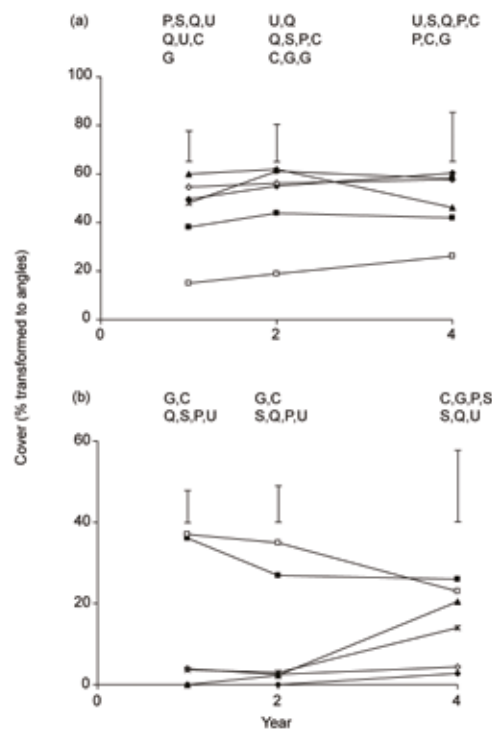 (a)
P,S,Q,U U,Q U,S,Q,P,C
Q,U,C Q,S,P,C P,C,G
G C,G,G
100
80
60
40
20
0
0 2 4
Cover (% transformed to angles)
(b)
G,C G,C C,G,P,S
Q,S,P,U S,Q,P,U S,Q,U
60
40
20
0
0 2 4
Year